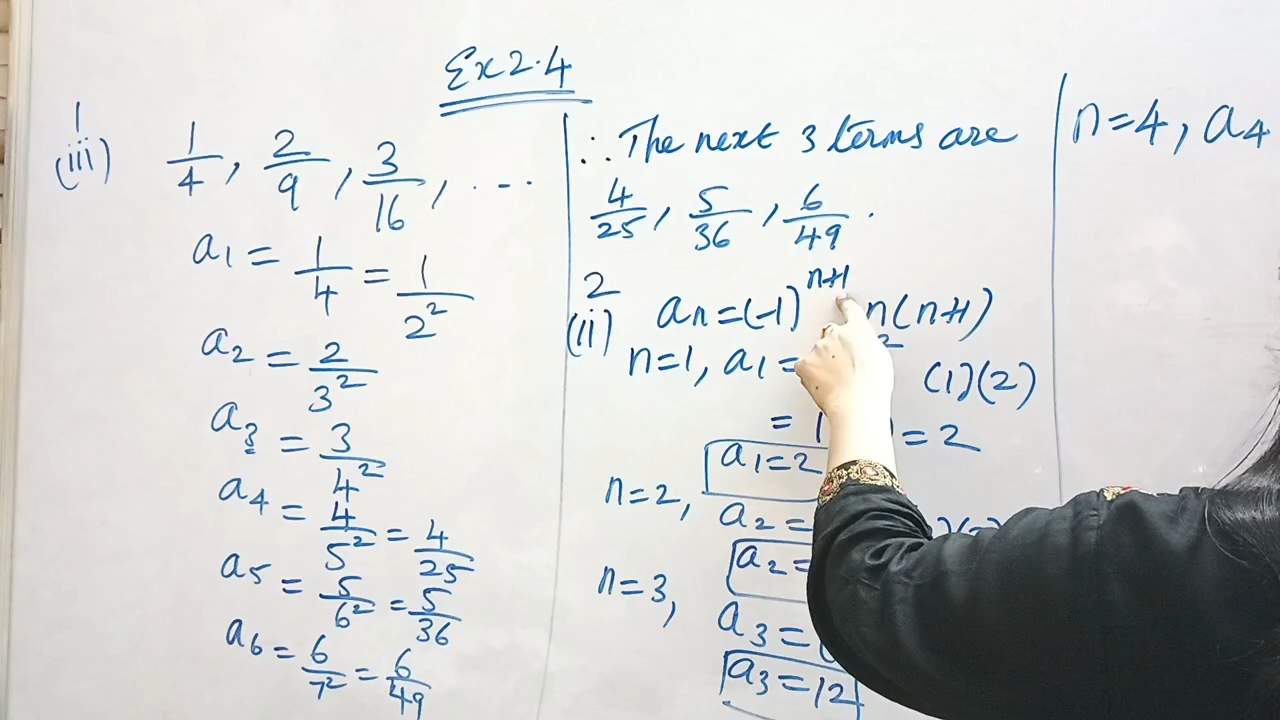 Ex 2.4
1
(iii) 1/4, 2/9, 3/16, ....
a₁ = 1/4 = 1/2²
a₂ = 2/3²
a₃ = 3/4²
a₄ = 4/5² = 4/25
a₅ = 5/6² = 5/36
a₆ = 6/7² = 6/49
∴ The next 3 terms are
4/25, 5/36, 6/49.
2
(ii) aₙ = (-1)ⁿ⁺¹ n(n+1)
n=1, a₁ = 2 (1)(2)
= 1 = 2
a₁ = 2
n=2, a₂ =
a₂ =
n=3,
a₃ =
a₃ = 12
n=4, a₄